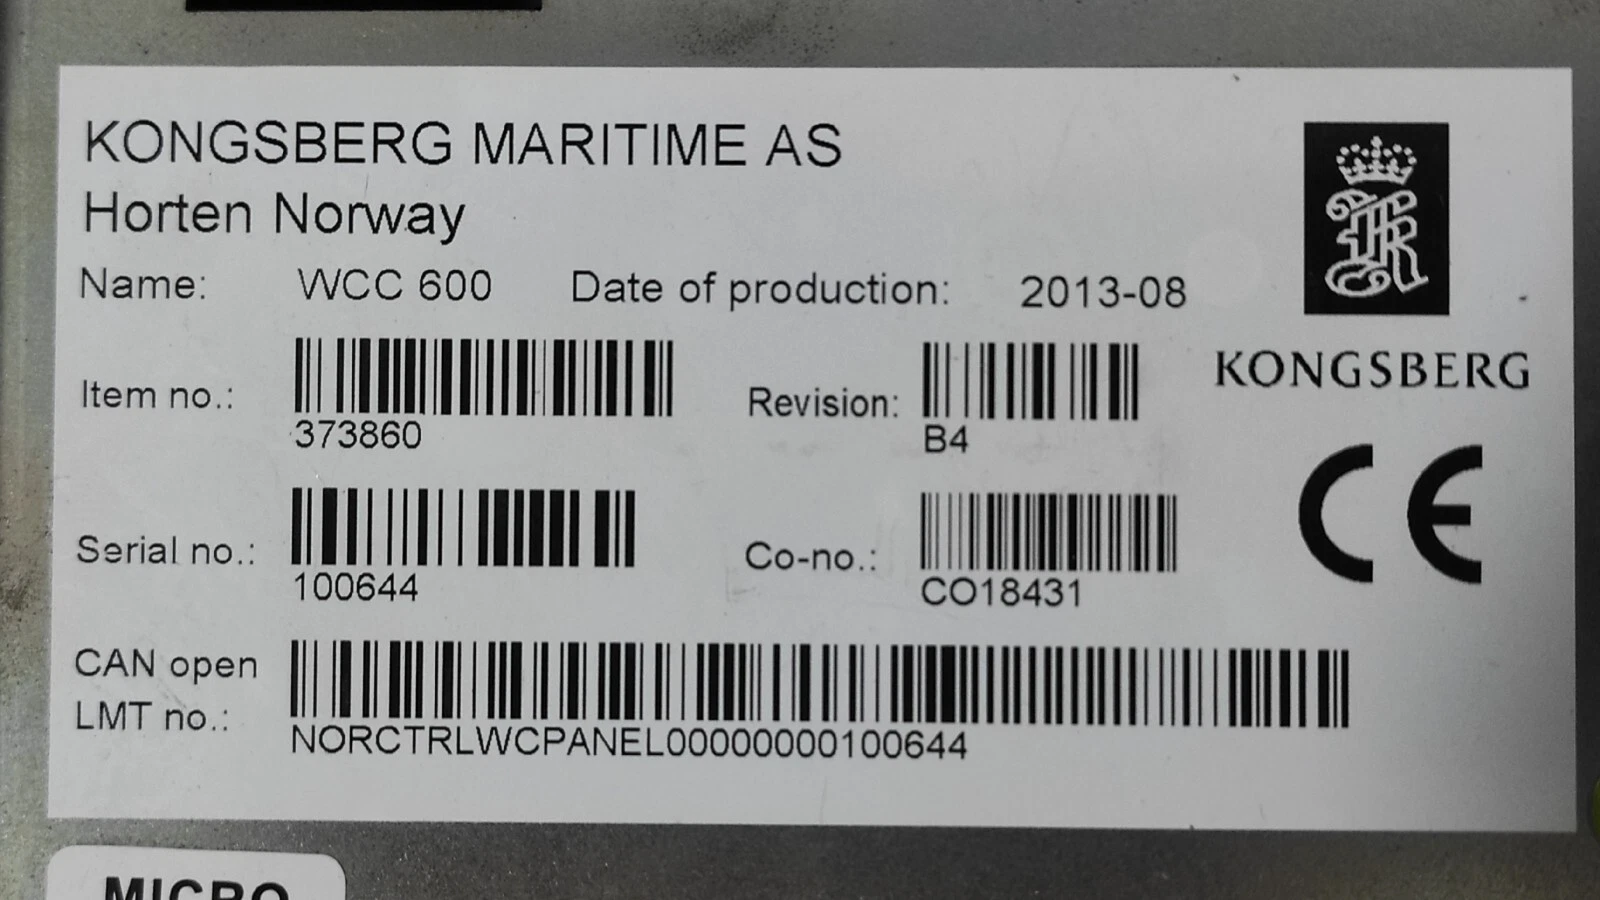 KONGSBERG MARITIME AS
Horten Norway
Name: WCC 600 Date of production: 2013-08
KONGSBERG
Item no.: 373860 Revision: B4
Serial no.: 100644 Co-no.: CO18431
CE
CAN open
LMT no.: NORCTRLWCPANEL00000000100644
MICRO